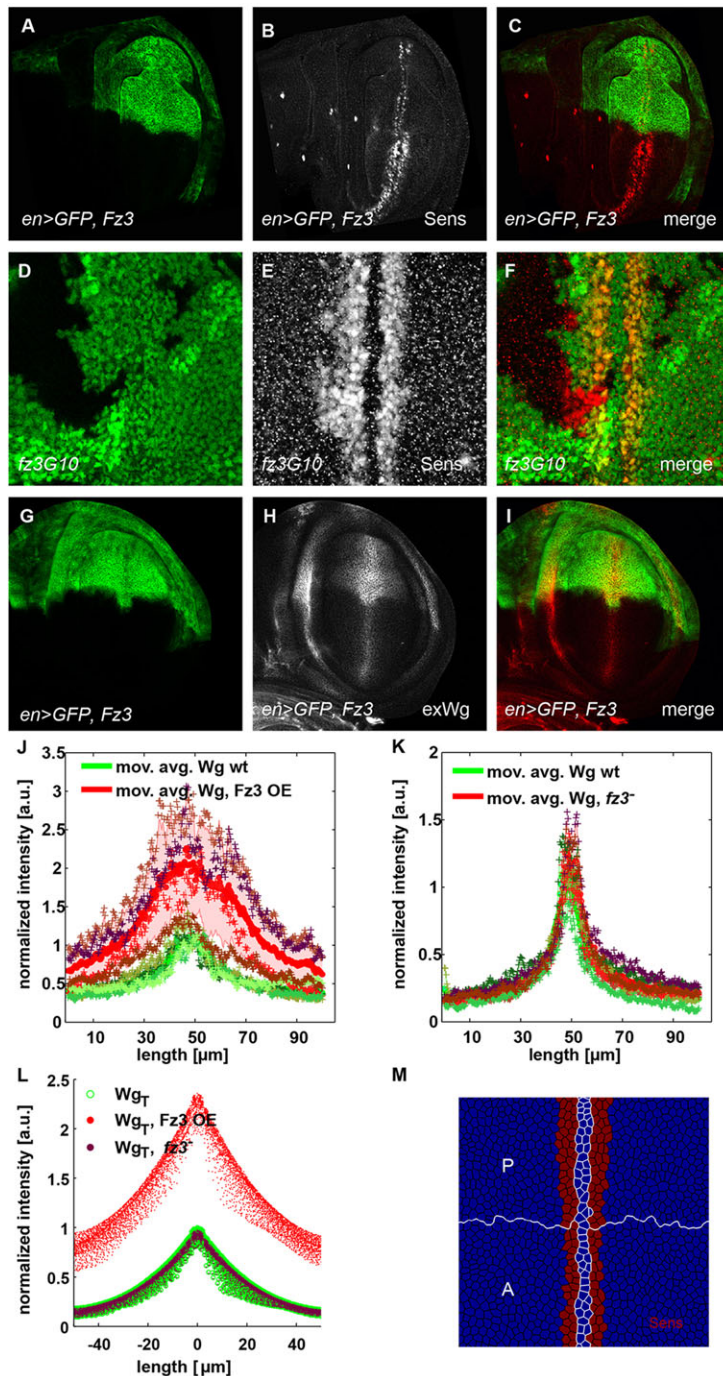 A
B
C
en>GFP, Fz3
en>GFP, Fz3
Sens
en>GFP, Fz3
merge
D
E
F
fz3G10
fz3G10
Sens
fz3G10
merge
G
H
I
en>GFP, Fz3
en>GFP, Fz3
exWg
en>GFP, Fz3
merge
J
3.5
3
2.5
2
1.5
1
0.5
0
mov. avg. Wg wt
mov. avg. Wg, Fz3 OE
normalized intensity [a.u.]
10
30
50
70
90
length [µm]
K
2
1.5
1
0.5
0
mov. avg. Wg wt
mov. avg. Wg, fz3⁻
normalized intensity [a.u.]
10
30
50
70
90
length [µm]
L
2.5
2
1.5
1
0.5
0
WgT
WgT, Fz3 OE
WgT, fz3⁻
normalized intensity [a.u.]
-40
-20
0
20
40
length [µm]
M
P
A
Sens